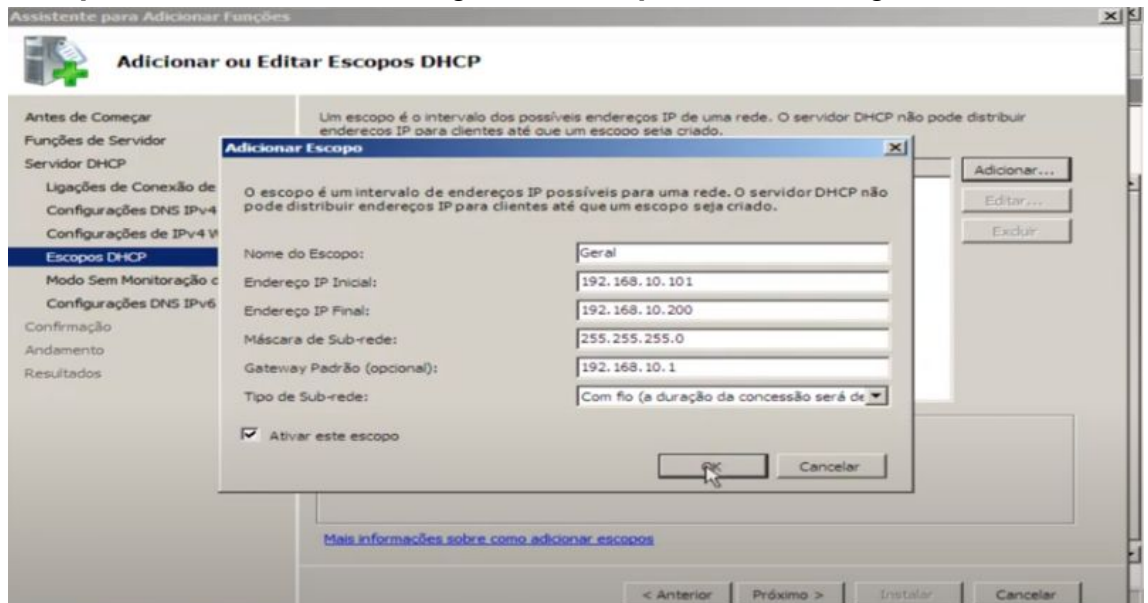 Assistente para Adicionar Funções
Adicionar ou Editar Escopos DHCP
Antes de Começar
Funções de Servidor
Servidor DHCP
Ligações de Conexão de
Configurações DNS IPv4
Configurações de IPv4 W
Escopos DHCP
Modo Sem Monitoração c
Configurações DNS IPv6
Confirmação
Andamento
Resultados
Um escopo é o intervalo dos possíveis endereços IP de uma rede. O servidor DHCP não pode distribuir
endereços IP para clientes até que um escopo seja criado.
Adicionar...
Editar...
Excluir
Adicionar Escopo
O escopo é um intervalo de endereços IP possíveis para uma rede. O servidor DHCP não
pode distribuir endereços IP para clientes até que um escopo seja criado.
Nome do Escopo: Geral
Endereço IP Inicial: 192.168.10.101
Endereço IP Final: 192.168.10.200
Máscara de Sub-rede: 255.255.255.0
Gateway Padrão (opcional): 192.168.10.1
Tipo de Sub-rede: Com fio (a duração da concessão será de
Ativar este escopo
OK Cancelar
Mais informações sobre como adicionar escopos
< Anterior Próximo > Instalar Cancelar